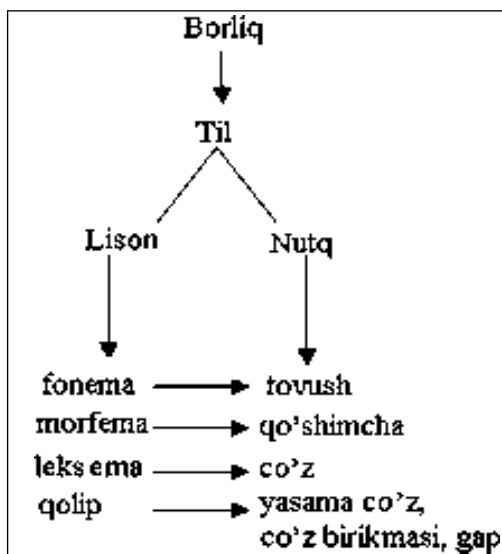 Borliq
Til
Lison Nutq
fonema tovush
morfema qo'shimcha
leksema co'z
qolip yasama co'z,
co'z birikmasi, gap